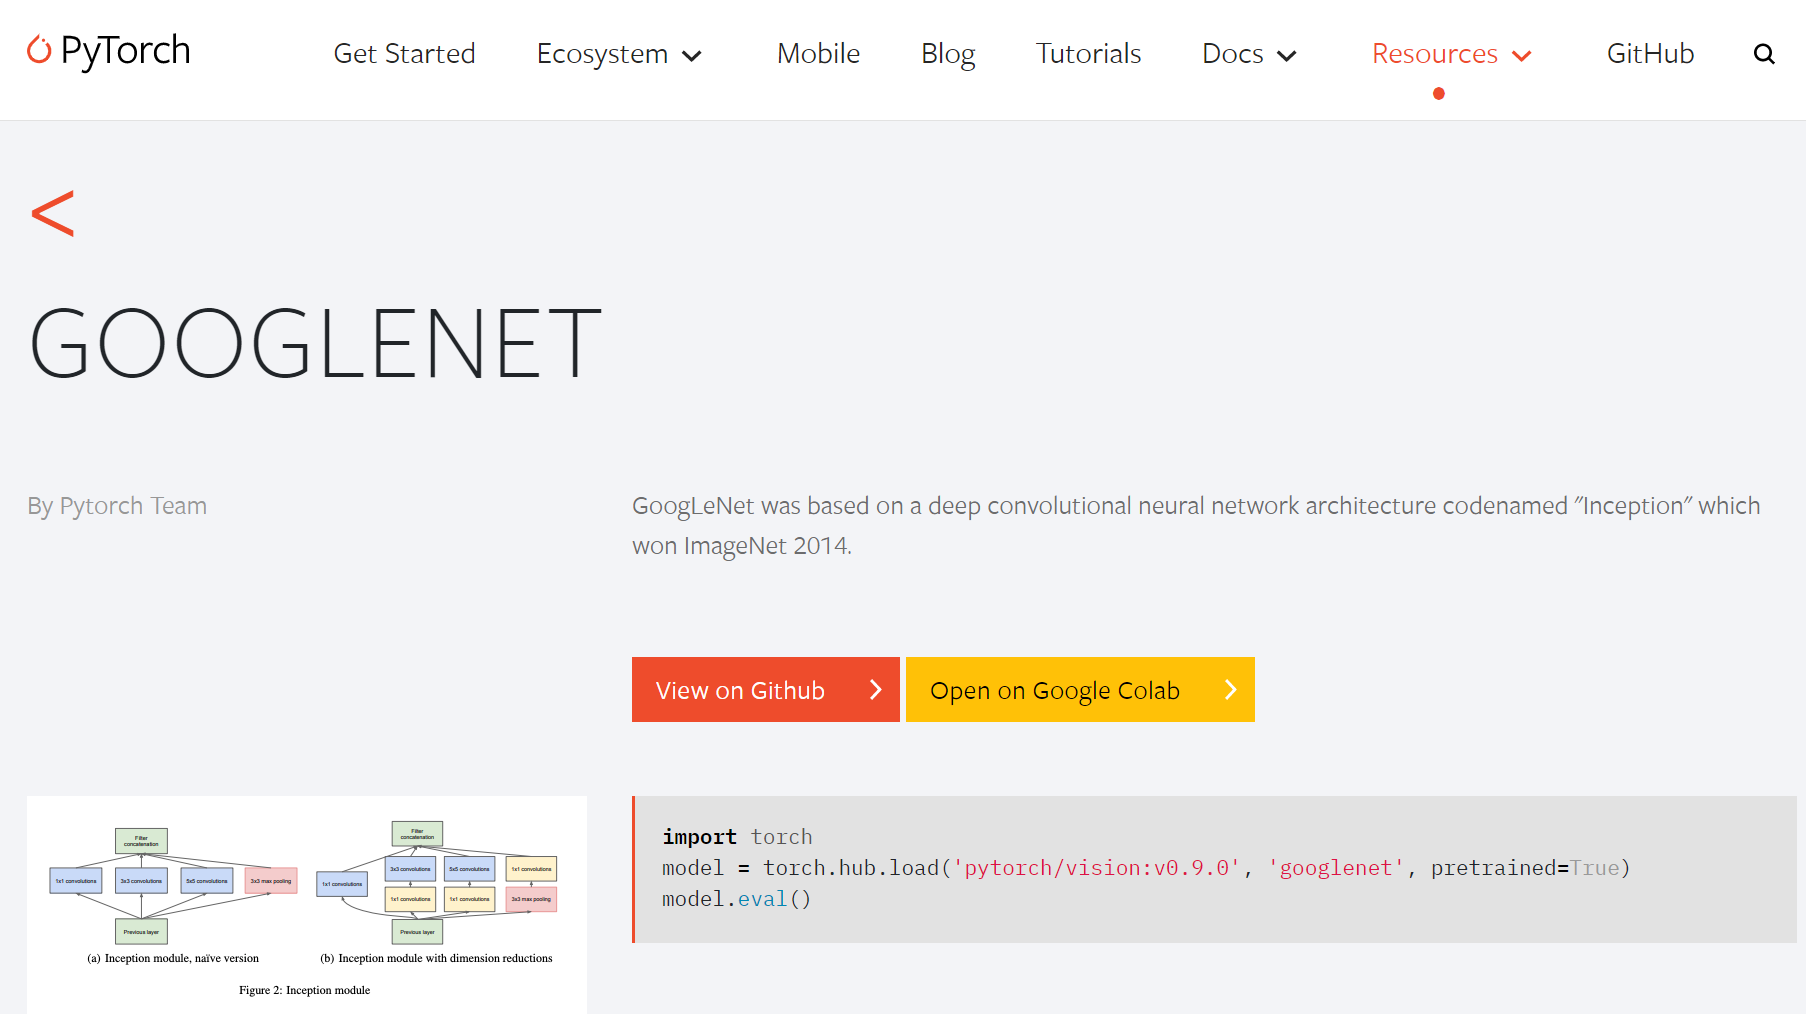 PyTorch
Get Started Ecosystem Mobile Blog Tutorials Docs Resources GitHub
<
GOOGLENET
By Pytorch Team
GoogLeNet was based on a deep convolutional neural network architecture codenamed "Inception" which
won ImageNet 2014.
View on Github
Open on Google Colab
Filter
concatenation
1x1 convolutions
3x3 convolutions
5x5 convolutions
3x3 max pooling
Previous layer
(a) Inception module, naïve version
Filter
concatenation
3x3 convolutions
5x5 convolutions
1x1 convolutions
1x1 convolutions
1x1 convolutions
1x1 convolutions
3x3 max pooling
Previous layer
(b) Inception module with dimension reductions
Figure 2: Inception module
import torch
model = torch.hub.load('pytorch/vision:v0.9.0', 'googlenet', pretrained=True)
model.eval()